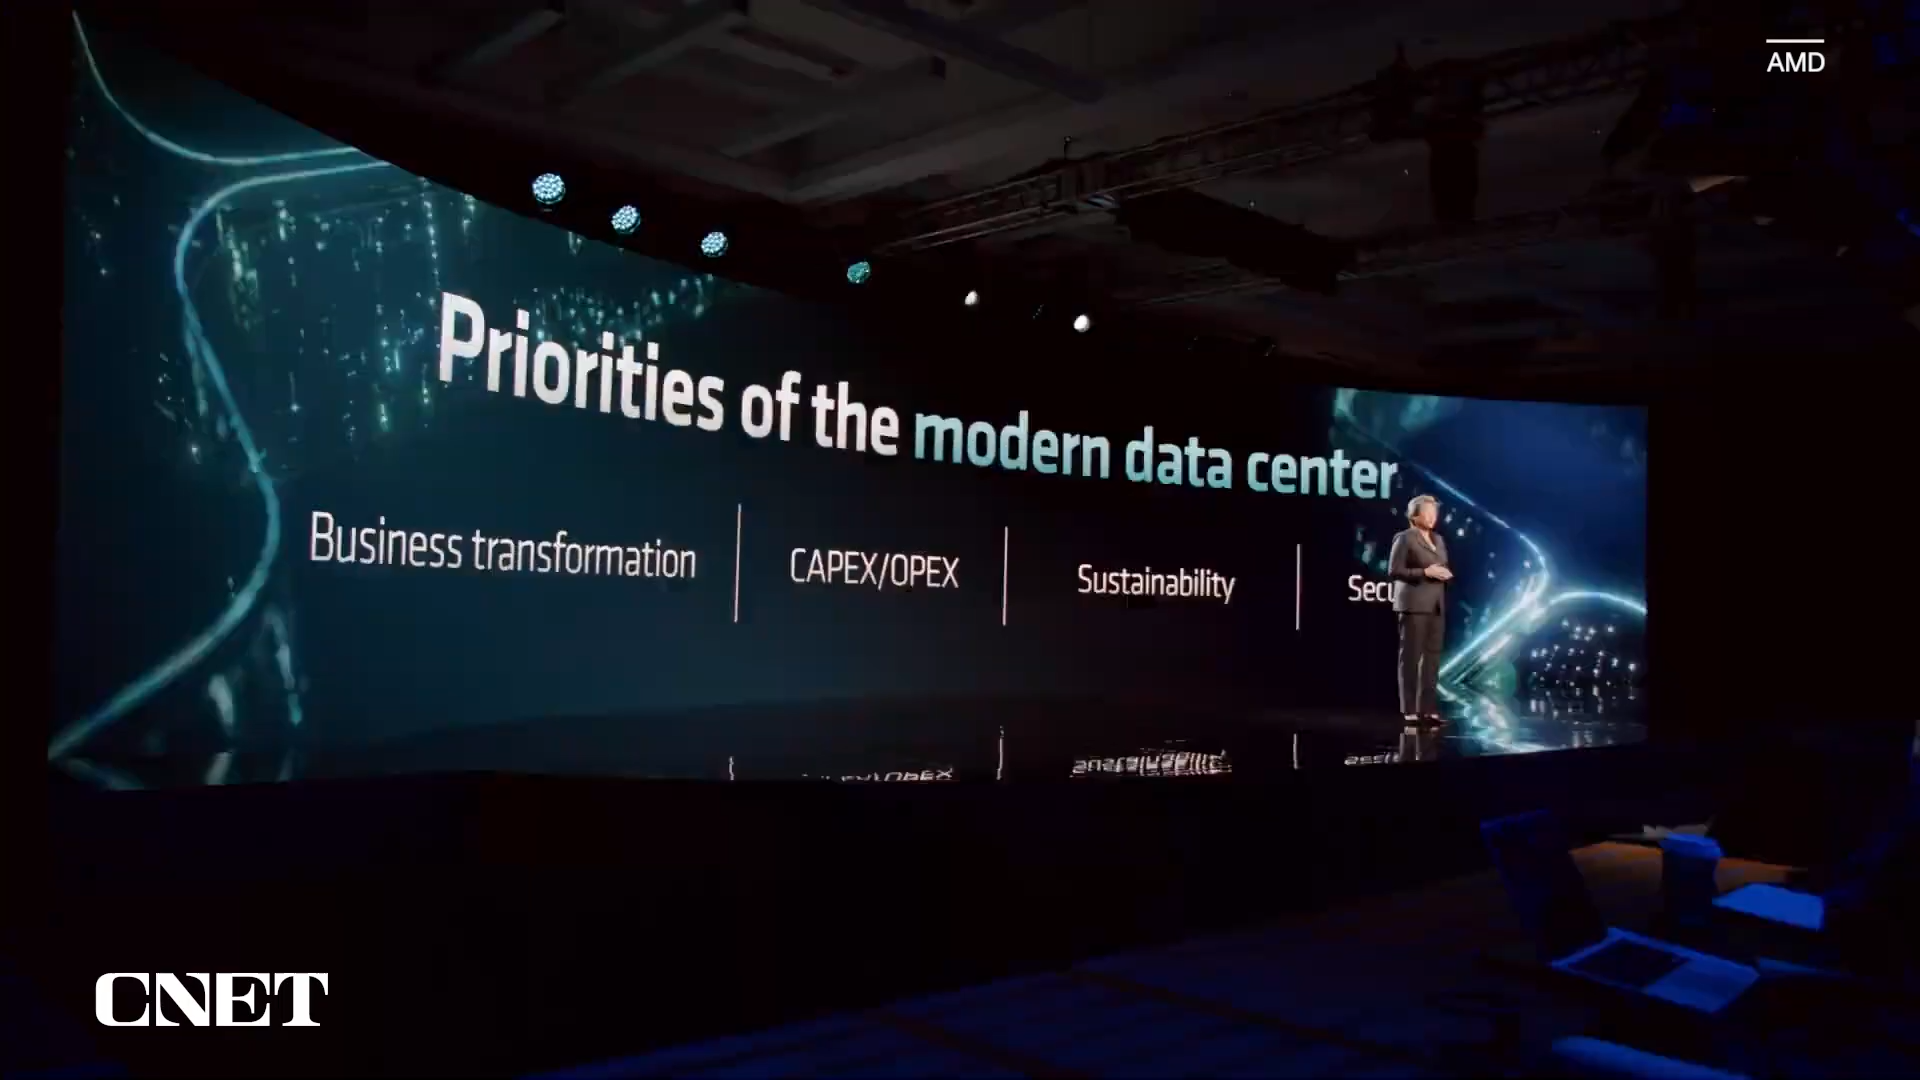 AMD
Priorities of the modern data center
Business transformation
CAPEX/OPEX
Sustainability
CNET